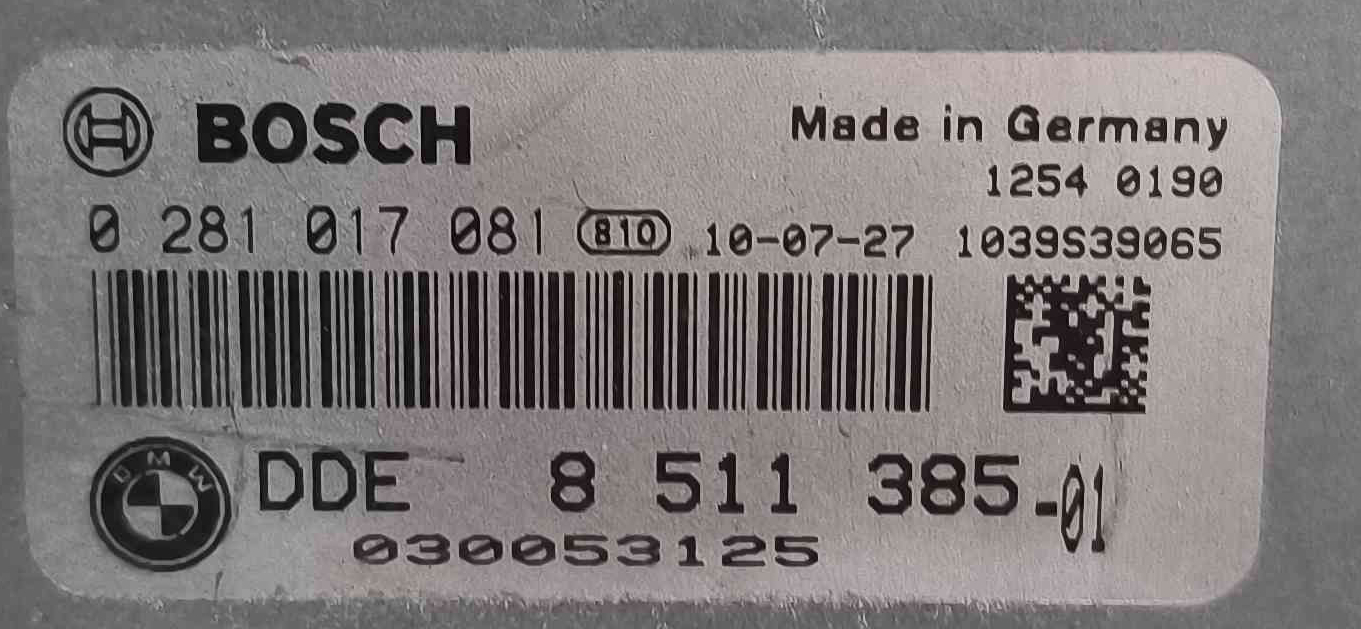 BOSCH
Made in Germany
1254 0190
0 281 017 081 810 10-07-27 1039S39065
BMW
DDE 8 511 385-01
030053125